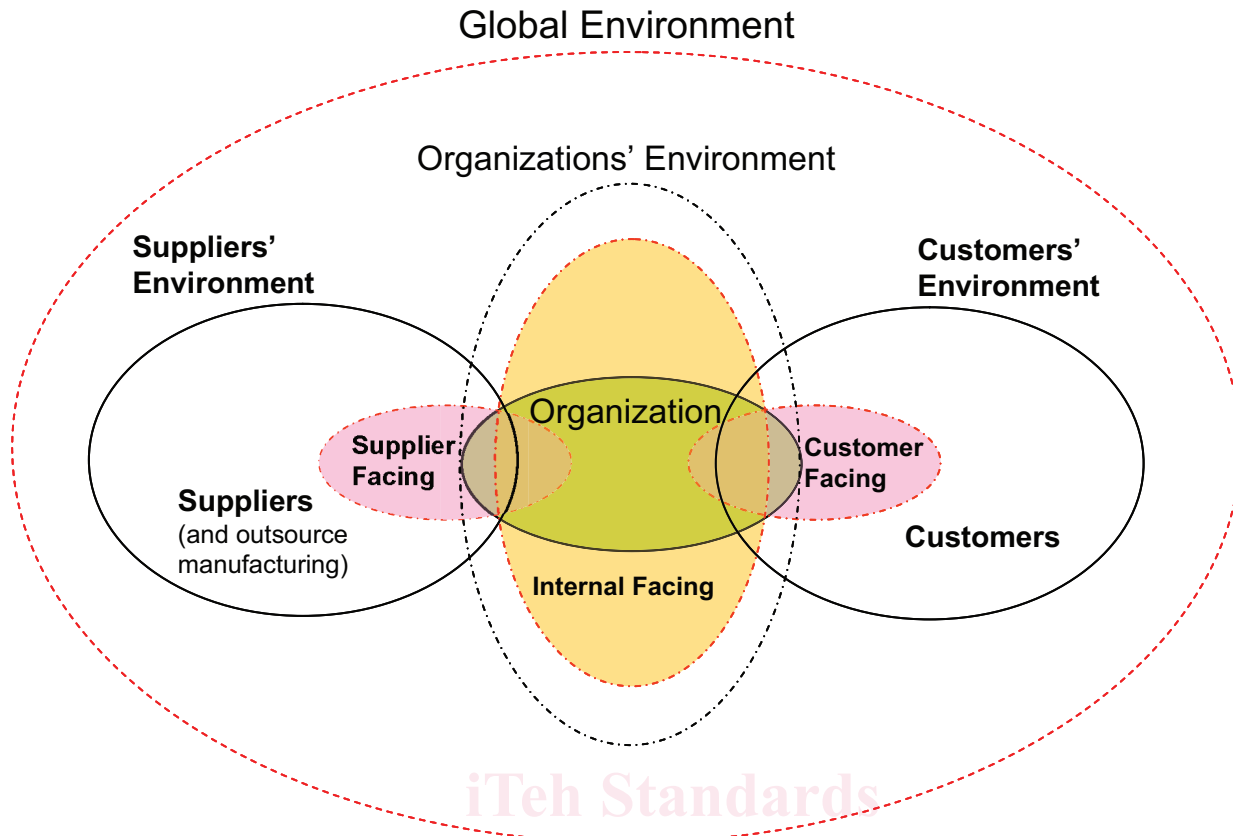 Global Environment
Organizations’ Environment
Suppliers’
Environment
Customers’
Environment
Organization
Supplier
Facing
Customer
Facing
Suppliers
(and outsource
manufacturing)
Customers
Internal Facing
iTeh Standards